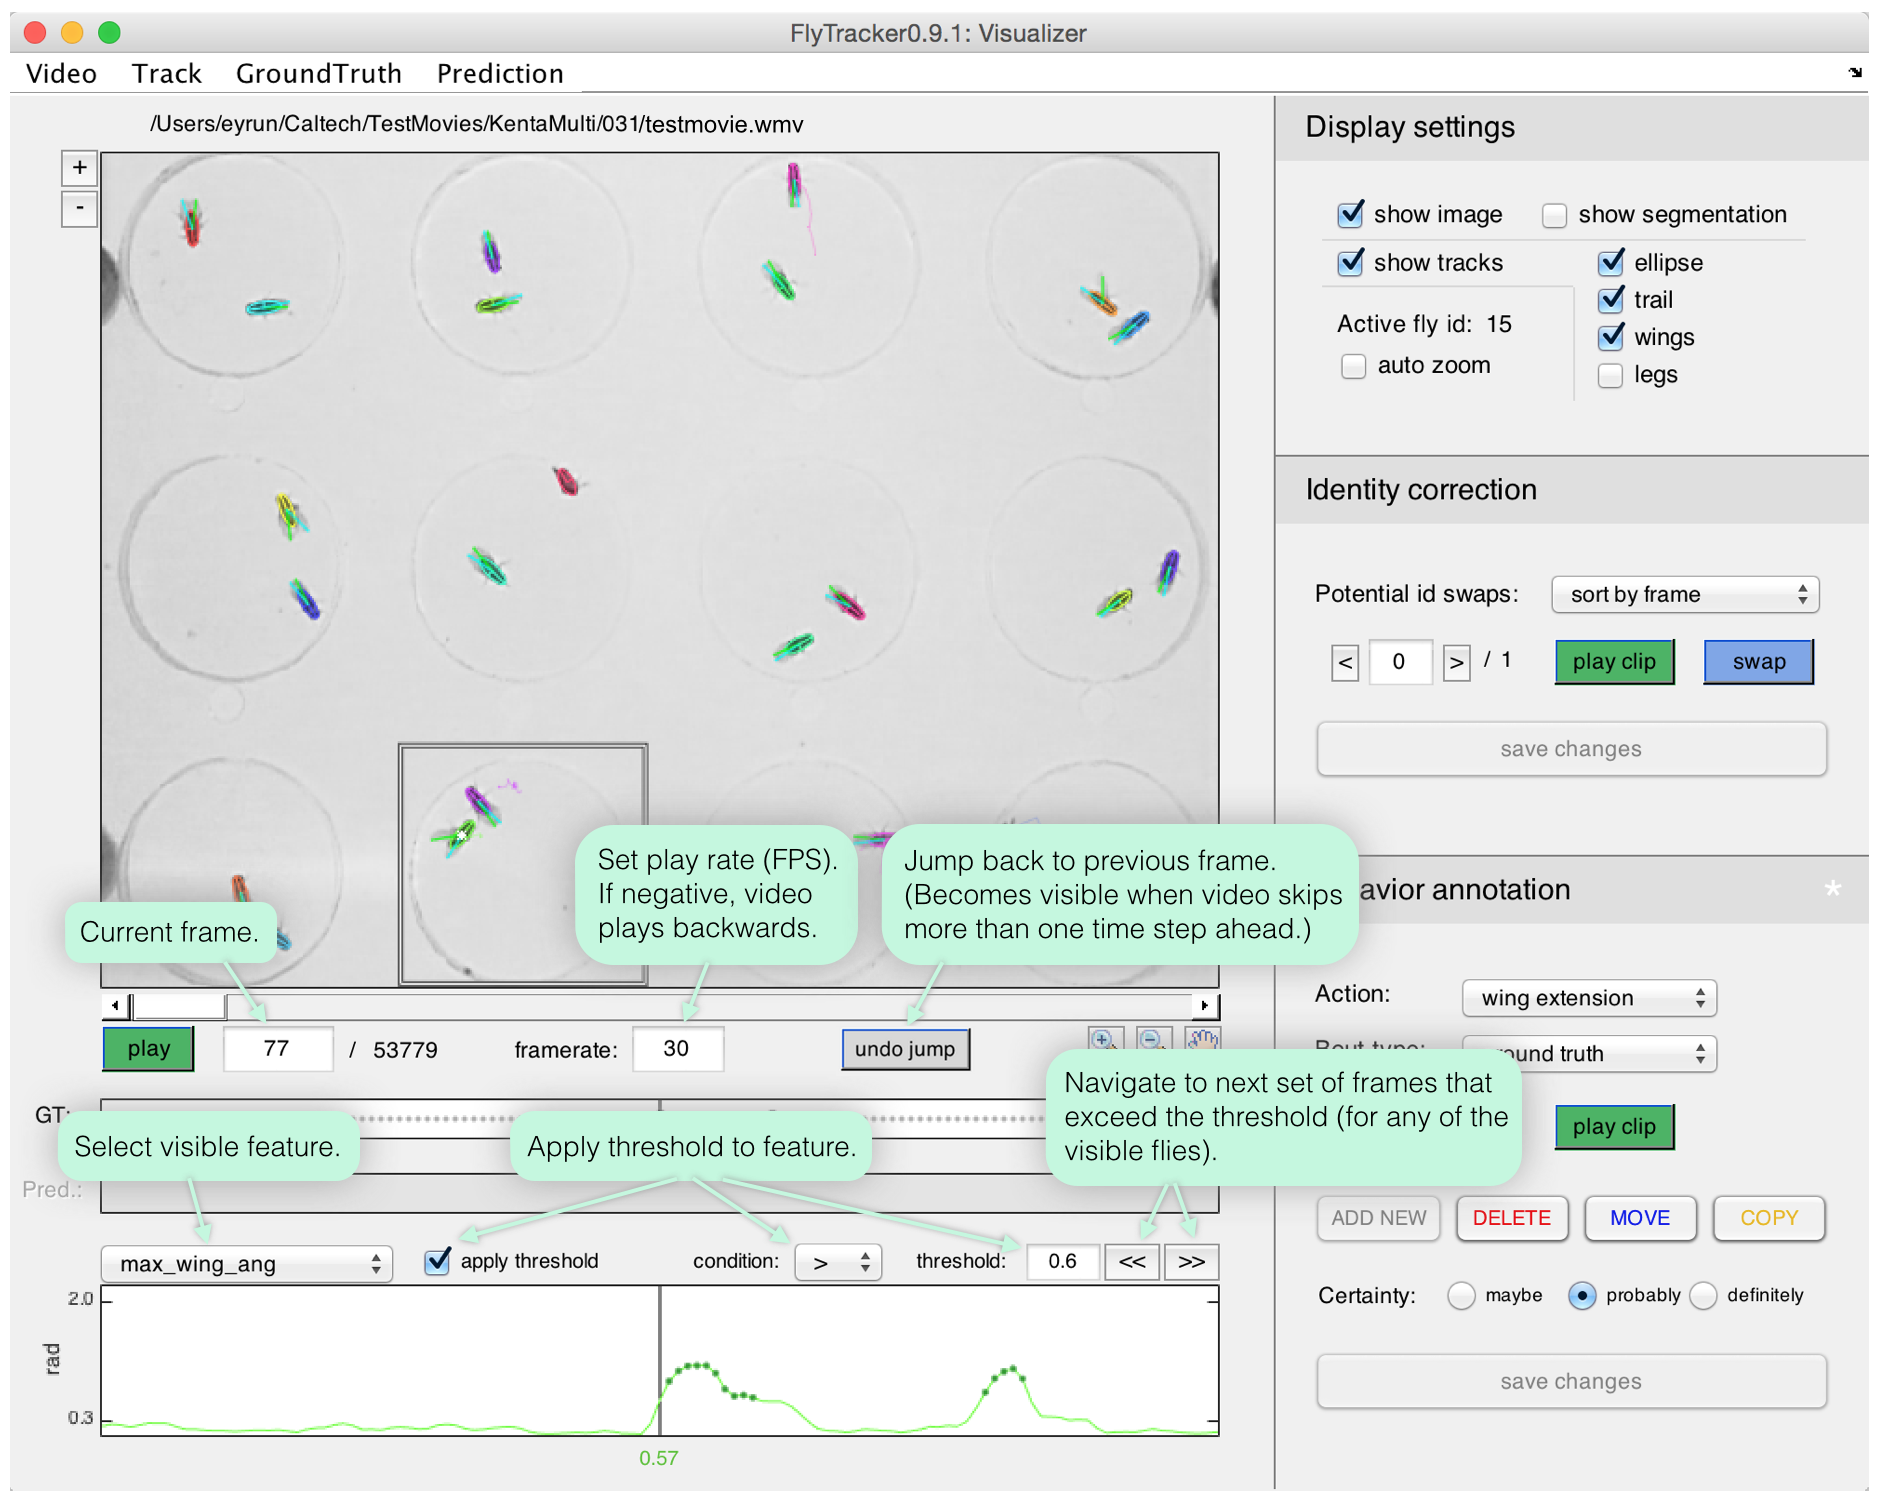 FlyTracker0.9.1: Visualizer
Video Track GroundTruth Prediction
/Users/eyrun/Caltech/TestMovies/KentaMulti/031/testmovie.wmv
+
-
Current frame.
Set play rate (FPS).
If negative, video
plays backwards.
Jump back to previous frame.
(Becomes visible when video skips
more than one time step ahead.)
play 77 / 53779 framerate: 30 undo jump
GT:
Select visible feature.
Apply threshold to feature.
Navigate to next set of frames that
exceed the threshold (for any of the
visible flies).
Pred.:
max_wing_ang apply threshold condition: > threshold: 0.6 << >>
2.0
rad
0.3
0.57
Display settings
show image show segmentation
show tracks ellipse
trail
Active fly id: 15
wings
auto zoom
legs
Identity correction
Potential id swaps: sort by frame
< 0 > / 1 play clip swap
save changes
avior annotation *
Action: wing extension
ound truth
play clip
ADD NEW DELETE MOVE COPY
Certainty: maybe probably definitely
save changes